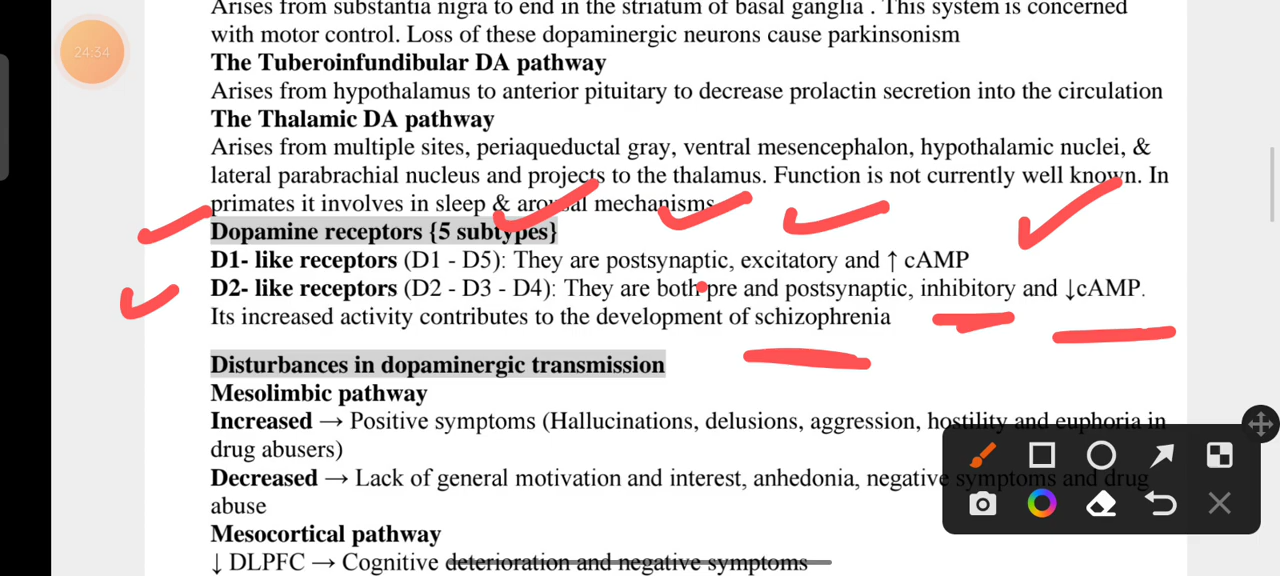 Arises from substantia nigra to end in the striatum of basal ganglia . This system is concerned
24:34
with motor control. Loss of these dopaminergic neurons cause parkinsonism
The Tuberoinfundibular DA pathway
Arises from hypothalamus to anterior pituitary to decrease prolactin secretion into the circulation
The Thalamic DA pathway
Arises from multiple sites, periaqueductal gray, ventral mesencephalon, hypothalamic nuclei, &
lateral parabrachial nucleus and projects to the thalamus. Function is not currently well known. In
primates it involves in sleep & arousal mechanisms
Dopamine receptors {5 subtypes}
D1- like receptors (D1 - D5): They are postsynaptic, excitatory and ↑ cAMP
D2- like receptors (D2 - D3 - D4): They are both pre and postsynaptic, inhibitory and ↓cAMP.
Its increased activity contributes to the development of schizophrenia
Disturbances in dopaminergic transmission
Mesolimbic pathway
Increased → Positive symptoms (Hallucinations, delusions, aggression, hostility and euphoria in
drug abusers)
Decreased → Lack of general motivation and interest, anhedonia, negative symptoms and drug
abuse
Mesocortical pathway
↓ DLPFC → Cognitive deterioration and negative symptoms